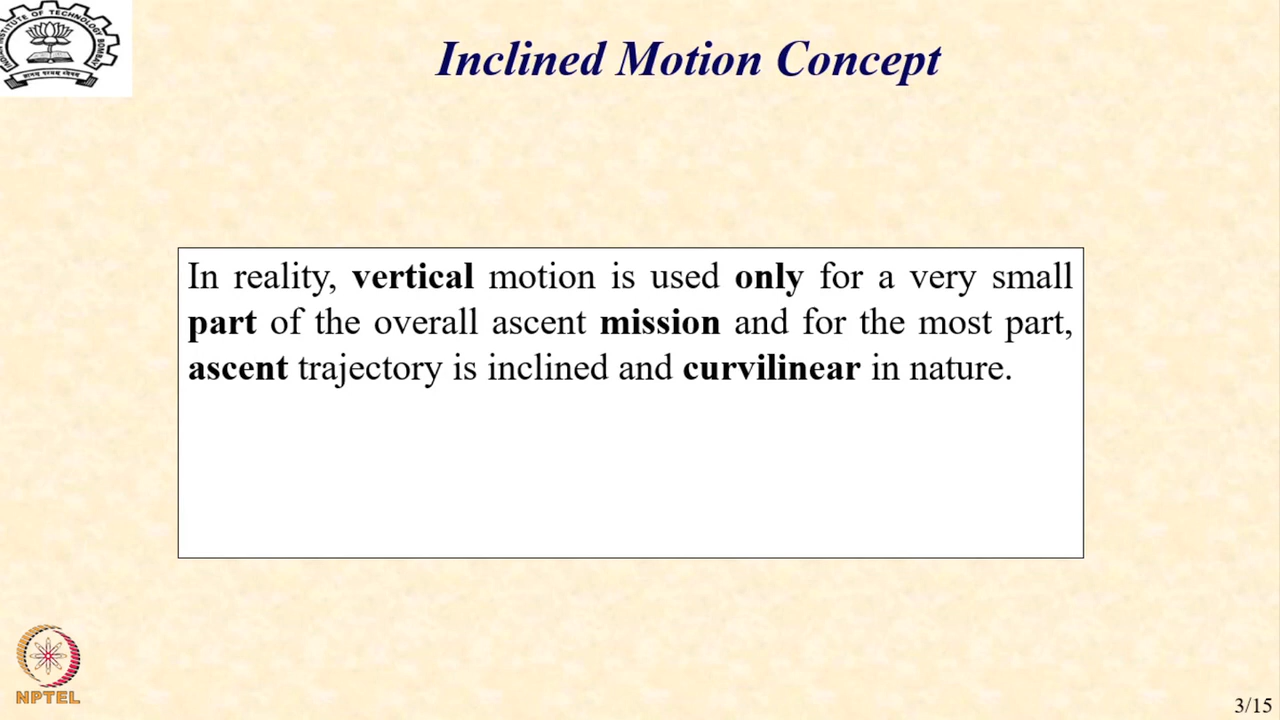 Inclined Motion Concept
In reality, vertical motion is used only for a very small
part of the overall ascent mission and for the most part,
ascent trajectory is inclined and curvilinear in nature.
NPTEL
3/15